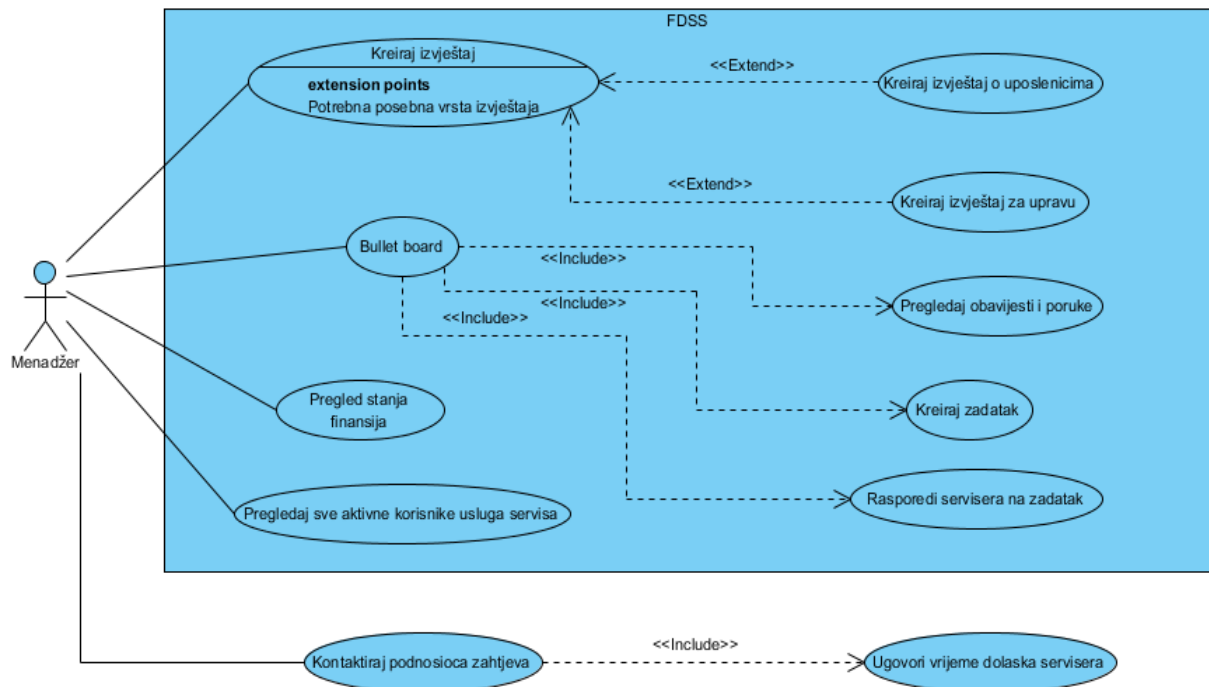 FDSS
Kreiraj izvještaj
extension points
Potrebna posebna vrsta izvještaja
<<Extend>>
Kreiraj izvještaj o uposlenicima
<<Extend>>
Kreiraj izvještaj za upravu
Bullet board
<<Include>>
<<Include>>
<<Include>>
Pregledaj obavijesti i poruke
Menadžer
Pregled stanja
finansija
Kreiraj zadatak
Rasporedi servisera na zadatak
Pregledaj sve aktivne korisnike usluga servisa
Kontaktiraj podnosioca zahtjeva
<<Include>>
Ugovori vrijeme dolaska servisera